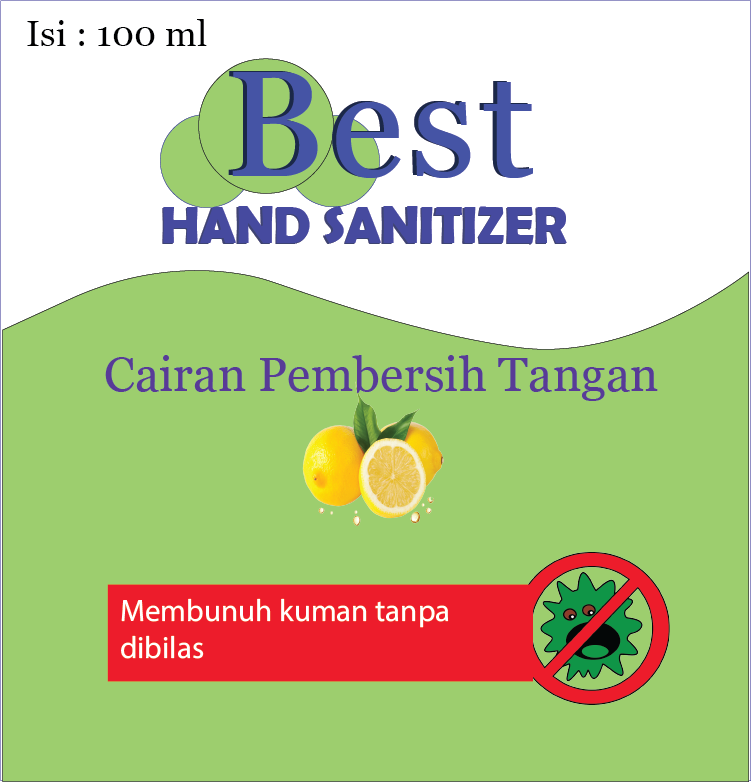 Isi : 100 ml
Best
HAND SANITIZER
Cairan Pembersih Tangan
Membunuh kuman tanpa
dibilas